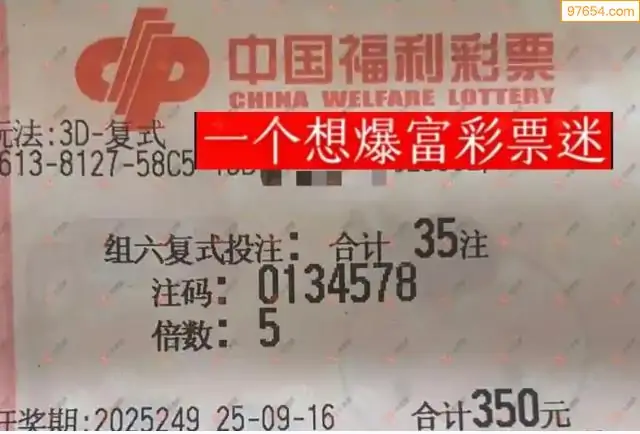 97654.com
中国福利彩票
CHINA WELFARE LOTTERY
玩法:3D-复式
一个想爆富彩票迷
613-8127-58C5
组六复式投注: 合计 35注
注码: 0134578
倍数: 5
开奖期:2025249 25-09-16 合计350元